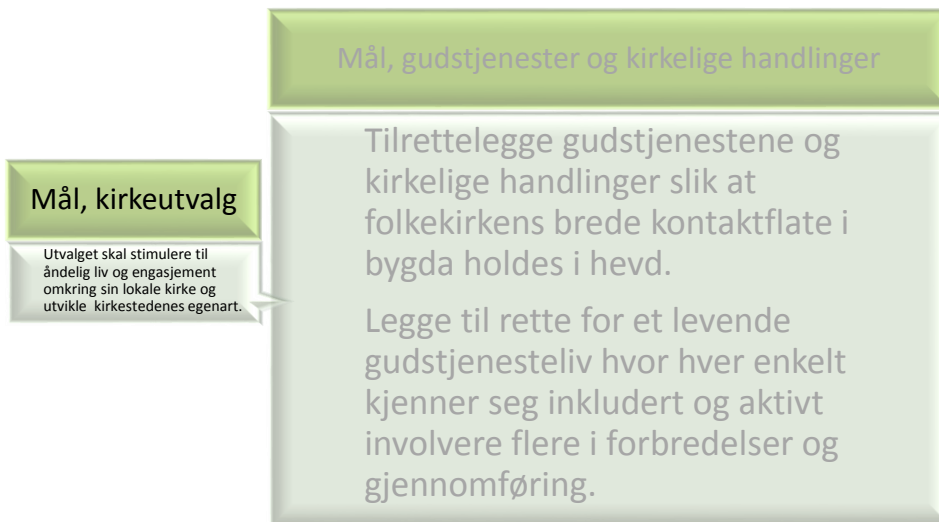 Mål, gudstjenester og kirkelige handlinger
Mål, kirkeutvalg
Utvalget skal stimulere til
åndelig liv og engasjement
omkring sin lokale kirke og
utvikle  kirkestedenes egenart.
Tilrettelegge gudstjenestene og
kirkelige handlinger slik at
folkekirkens brede kontaktflate i
bygda holdes i hevd.
Legge til rette for et levende
gudstjenesteliv hvor hver enkelt
kjenner seg inkludert og aktivt
involvere flere i forbredelser og
gjennomføring.